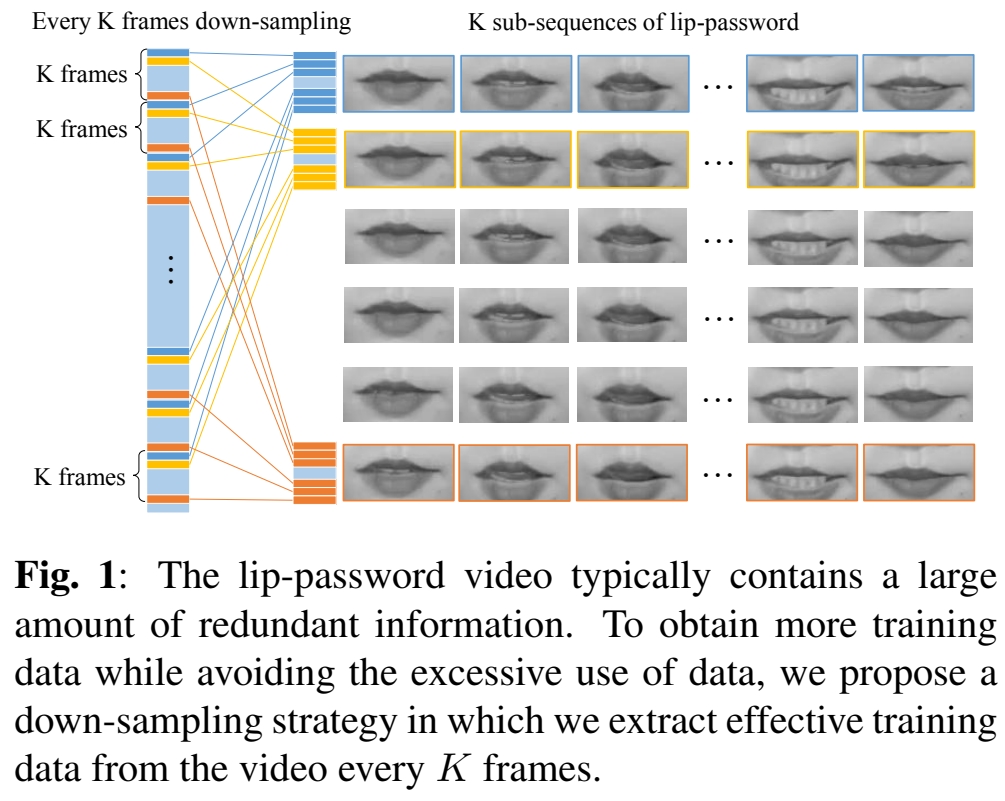 Every K frames down-sampling
K sub-sequences of lip-password
K frames
K frames
K frames
Fig. 1: The lip-password video typically contains a large
amount of redundant information. To obtain more training
data while avoiding the excessive use of data, we propose a
down-sampling strategy in which we extract effective training
data from the video every K frames.